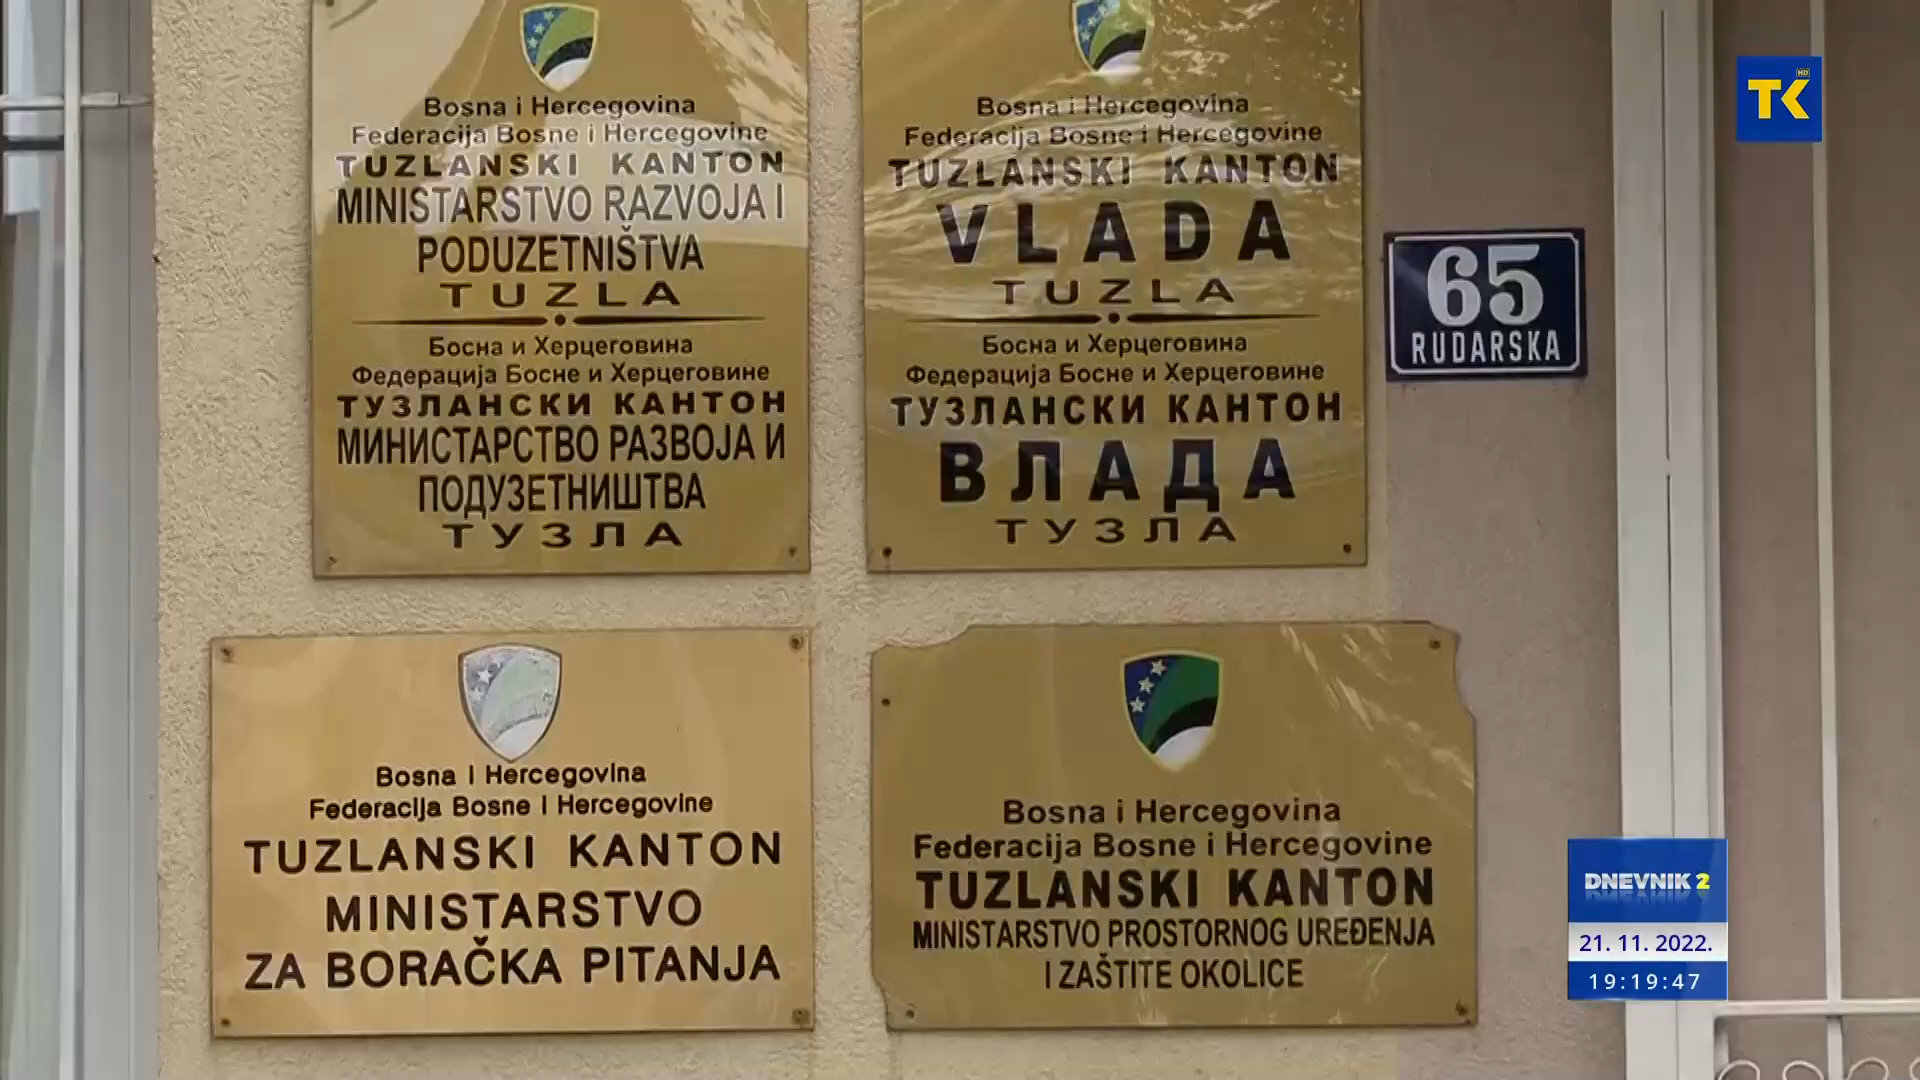 Bosna i Hercegovina
Federacija Bosne i Hercegovine
TUZLANSKI KANTON
MINISTARSTVO RAZVOJA I
PODUZETNIŠTVA
TUZLA
Босна и Херцеговина
Федерација Босне и Херцеговине
ТУЗЛАНСКИ КАНТОН
МИНИСТАРСТВО РАЗВОЈА И
ПОДУЗЕТНИШТВА
ТУЗЛА
Bosna i Hercegovina
Federacija Bosne i Hercegovine
TUZLANSKI KANTON
VLADA
TUZLA
Босна и Херцеговина
Федерација Босне и Херцеговине
ТУЗЛАНСКИ КАНТОН
ВЛАДА
ТУЗЛА
65
RUDARSKA
TK HD
Bosna i Hercegovina
Federacija Bosne i Hercegovine
TUZLANSKI KANTON
MINISTARSTVO
ZA BORAČKA PITANJA
Bosna i Hercegovina
Federacija Bosne i Hercegovine
TUZLANSKI KANTON
MINISTARSTVO PROSTORNOG UREĐENJA
I ZAŠTITE OKOLICE
DNEVNIK 2
21. 11. 2022.
19:19:47